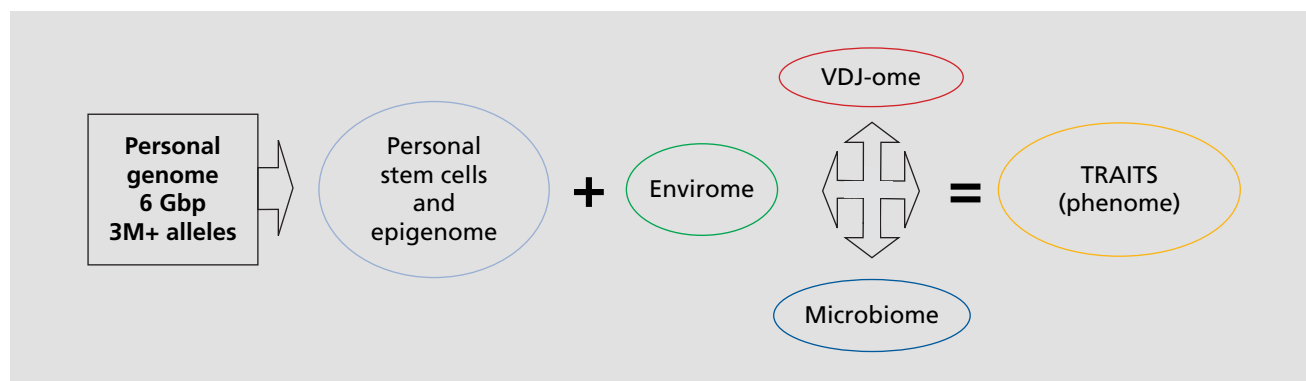 Personal
genome
6 Gbp
3M+ alleles
Personal
stem cells
and
epigenome
+
Envirome
VDJ-ome
Microbiome
=
TRAITS
(phenome)